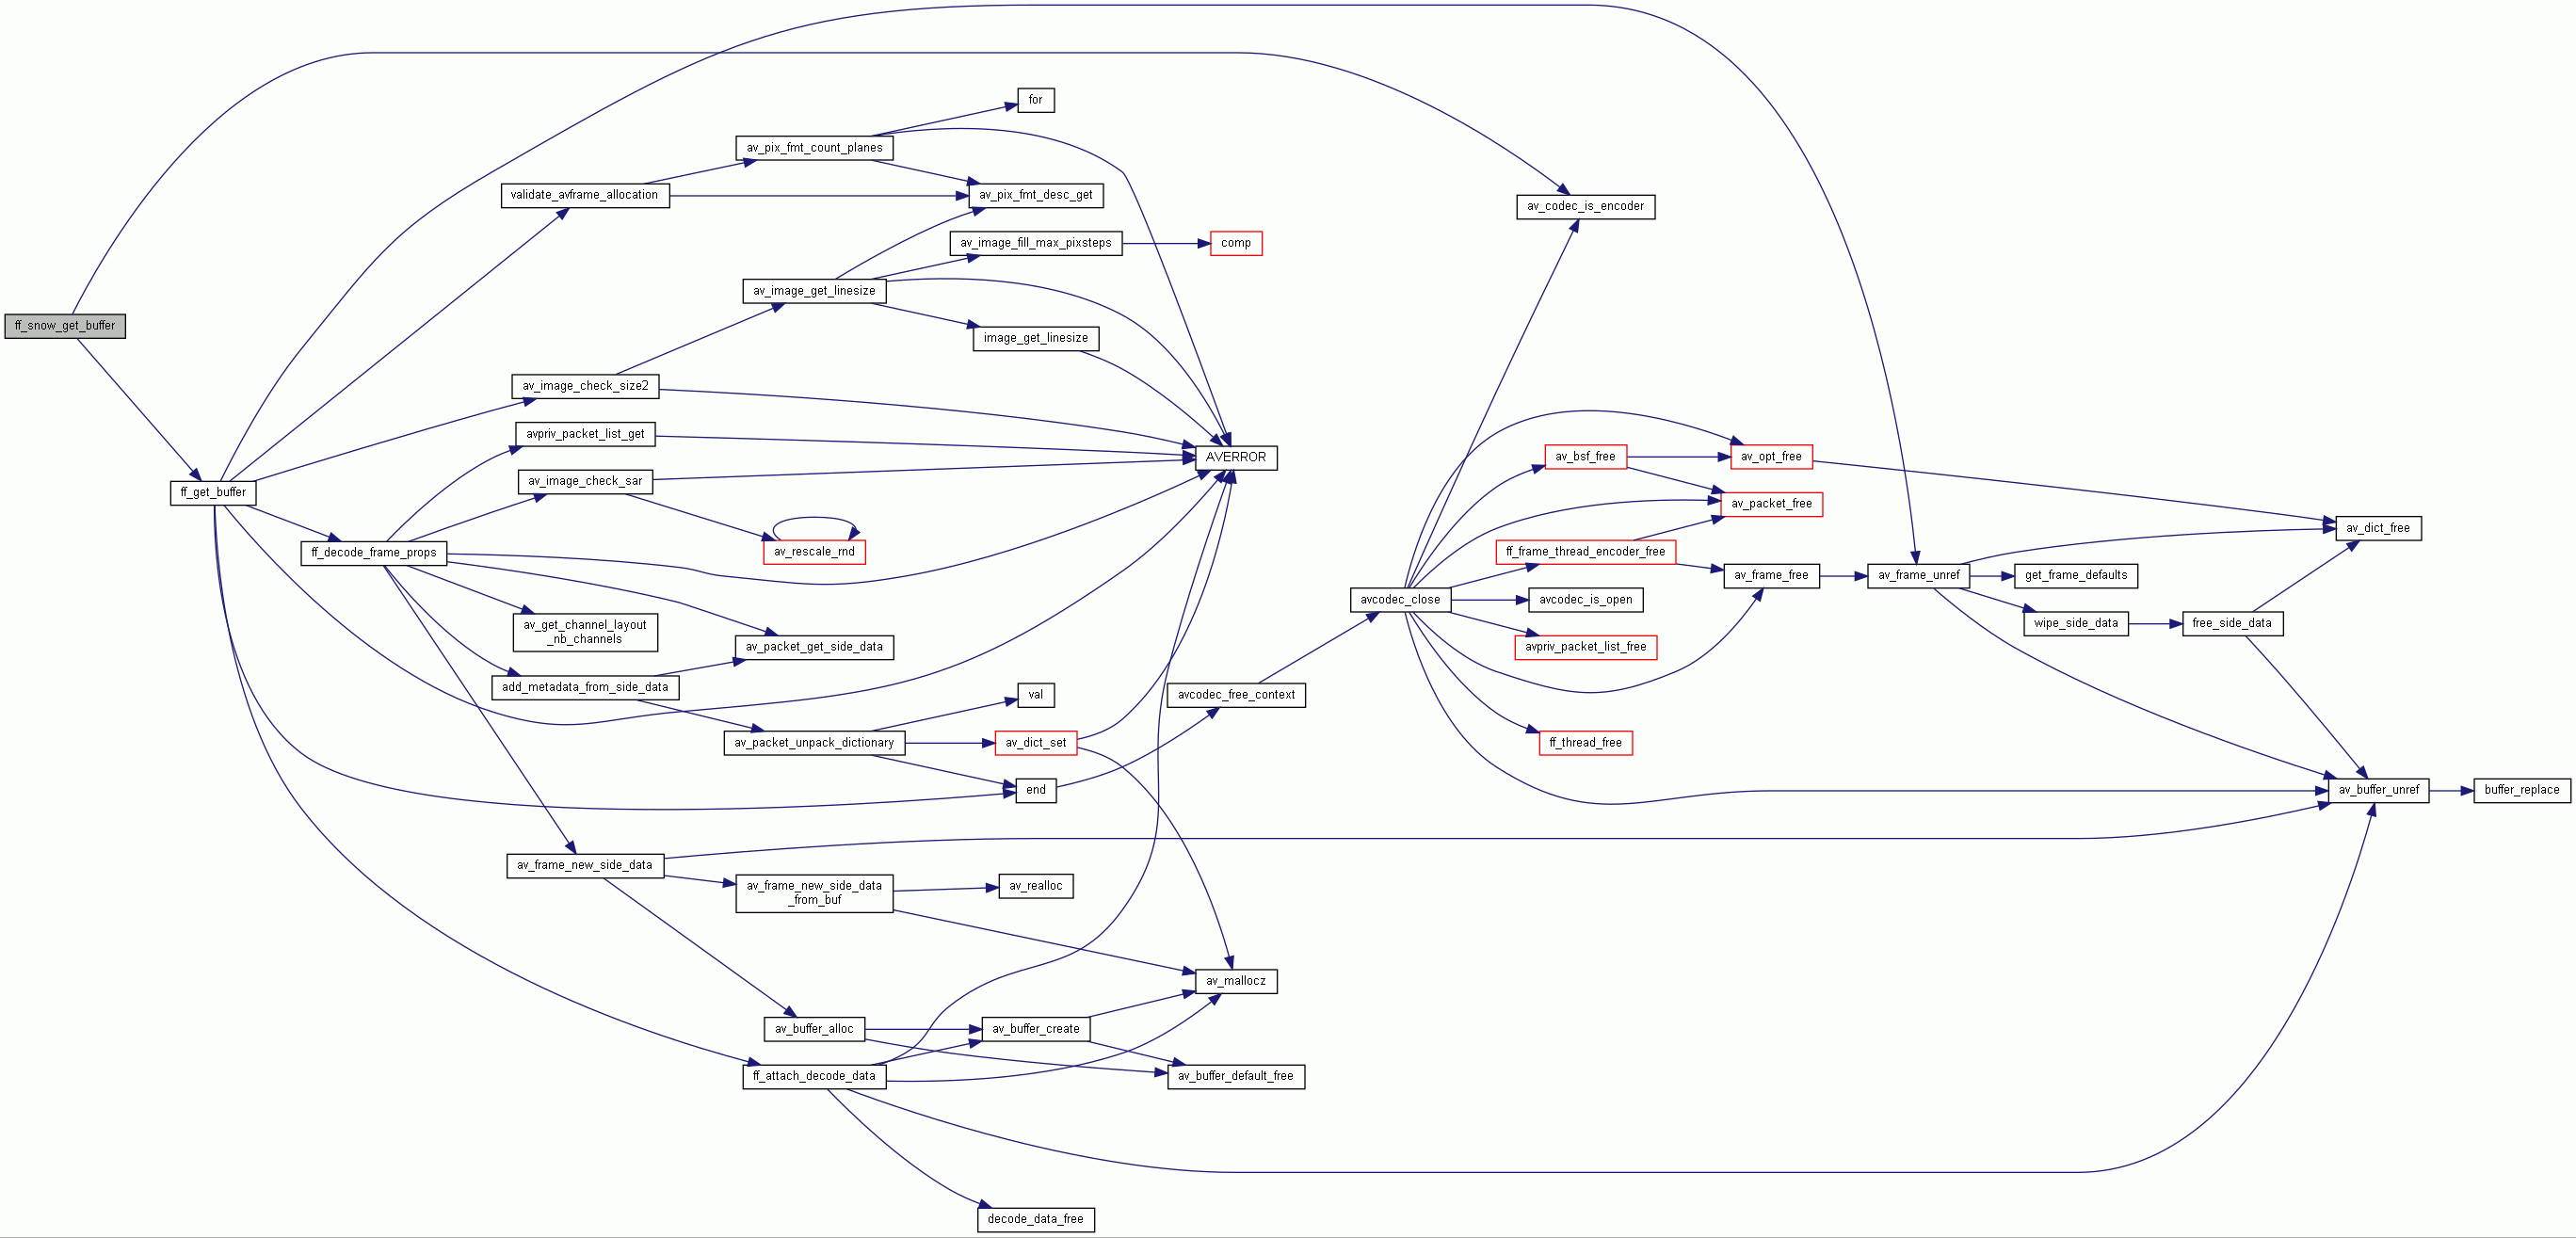 for
av_pix_fmt_count_planes
validate_avframe_allocation
av_pix_fmt_desc_get
av_codec_is_encoder
av_image_fill_max_pixsteps
comp
av_image_get_linesize
ff_snow_get_buffer
image_get_linesize
av_image_check_size2
avpriv_packet_list_get
AVERROR
av_bsf_free
av_opt_free
av_image_check_sar
ff_get_buffer
av_packet_free
av_dict_free
ff_decode_frame_props
av_rescale_rnd
ff_frame_thread_encoder_free
av_frame_free
av_frame_unref
get_frame_defaults
avcodec_close
avcodec_is_open
av_get_channel_layout
_nb_channels
wipe_side_data
free_side_data
av_packet_get_side_data
avpriv_packet_list_free
add_metadata_from_side_data
val
avcodec_free_context
av_packet_unpack_dictionary
av_dict_set
ff_thread_free
end
av_buffer_unref
buffer_replace
av_frame_new_side_data
av_frame_new_side_data
_from_buf
av_realloc
av_mallocz
av_buffer_alloc
av_buffer_create
ff_attach_decode_data
av_buffer_default_free
decode_data_free